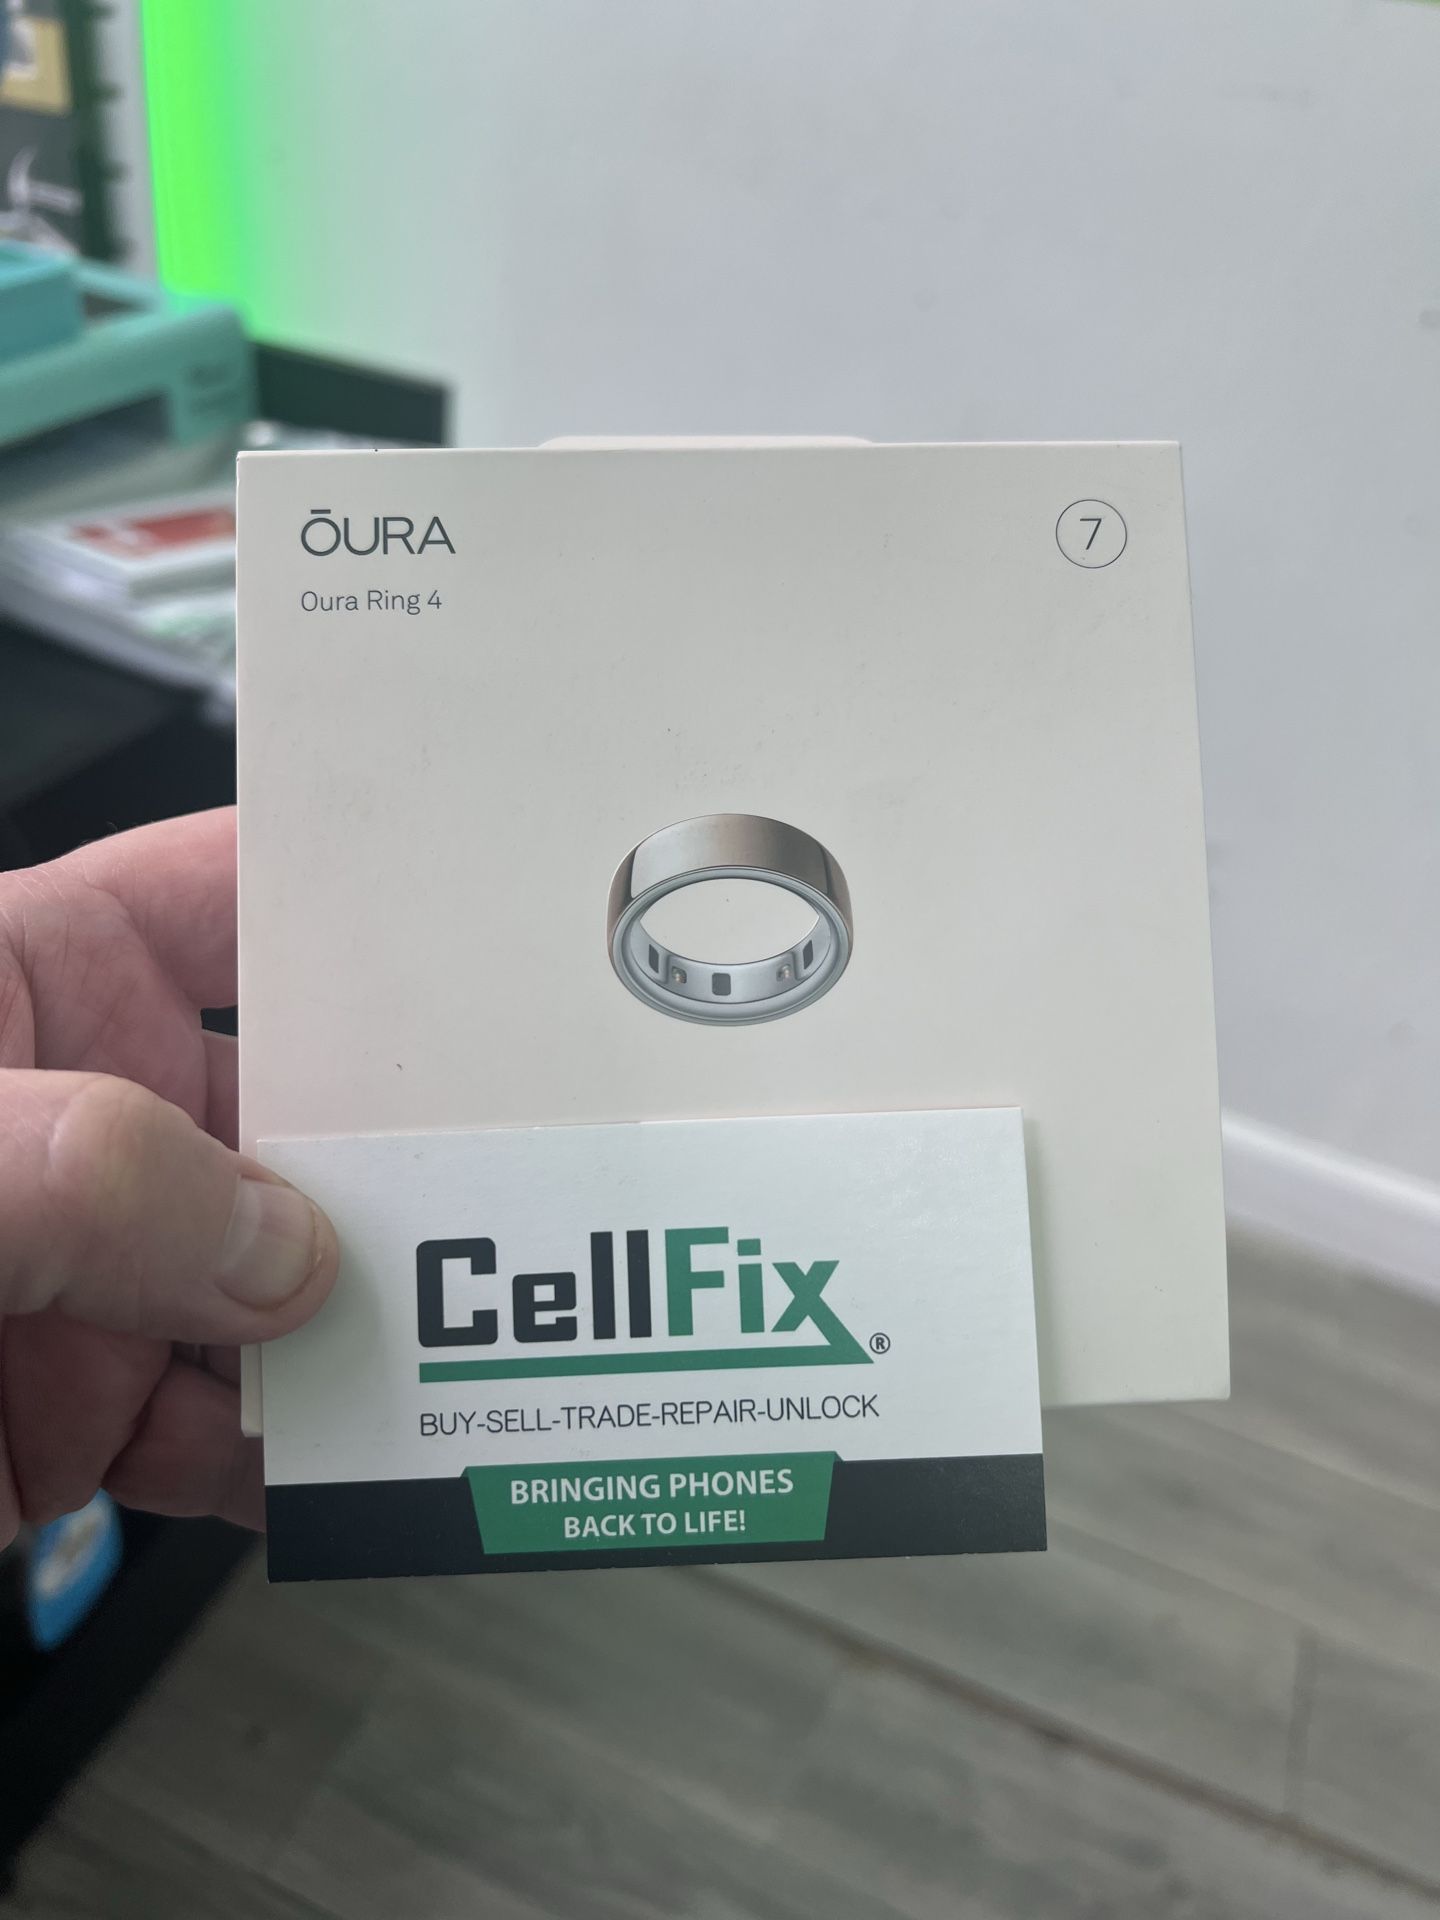 ŌURA
7
Oura Ring 4
CellFix®
BUY-SELL-TRADE-REPAIR-UNLOCK
BRINGING PHONES
BACK TO LIFE!